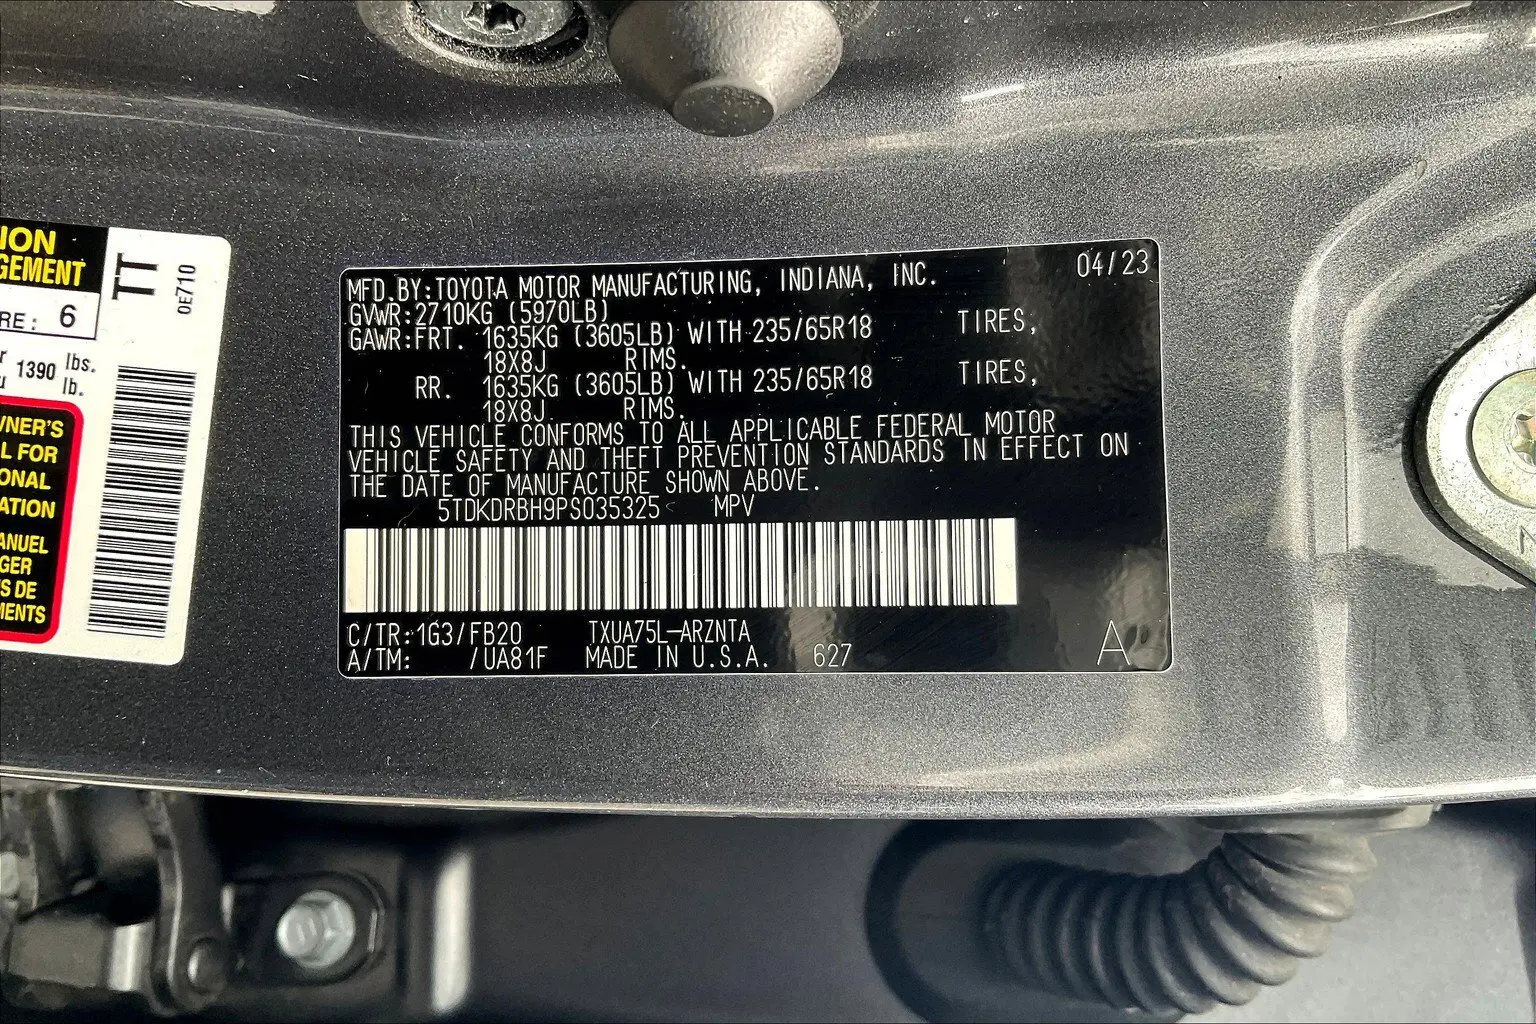 ION
GEMENT
RE: 6
1390 lbs.
lb.
WNER'S
L FOR
ONAL
ATION
ANUEL
GER
S DE
MENTS
TT
0E710
MFD.BY:TOYOTA MOTOR MANUFACTURING, INDIANA, INC. 04/23
GVWR:2710KG (5970LB)
GAWR:FRT. 1635KG (3605LB) WITH 235/65R18 TIRES,
18X8J RIMS.
RR. 1635KG (3605LB) WITH 235/65R18 TIRES,
18X8J RIMS.
THIS VEHICLE CONFORMS TO ALL APPLICABLE FEDERAL MOTOR
VEHICLE SAFETY AND THEFT PREVENTION STANDARDS IN EFFECT ON
THE DATE OF MANUFACTURE SHOWN ABOVE.
5TDKDRBH9PS035325 MPV
C/TR:1G3/FB20 TXUA75L-ARZNTA
A/TM: /UA81F MADE IN U.S.A. 627 A